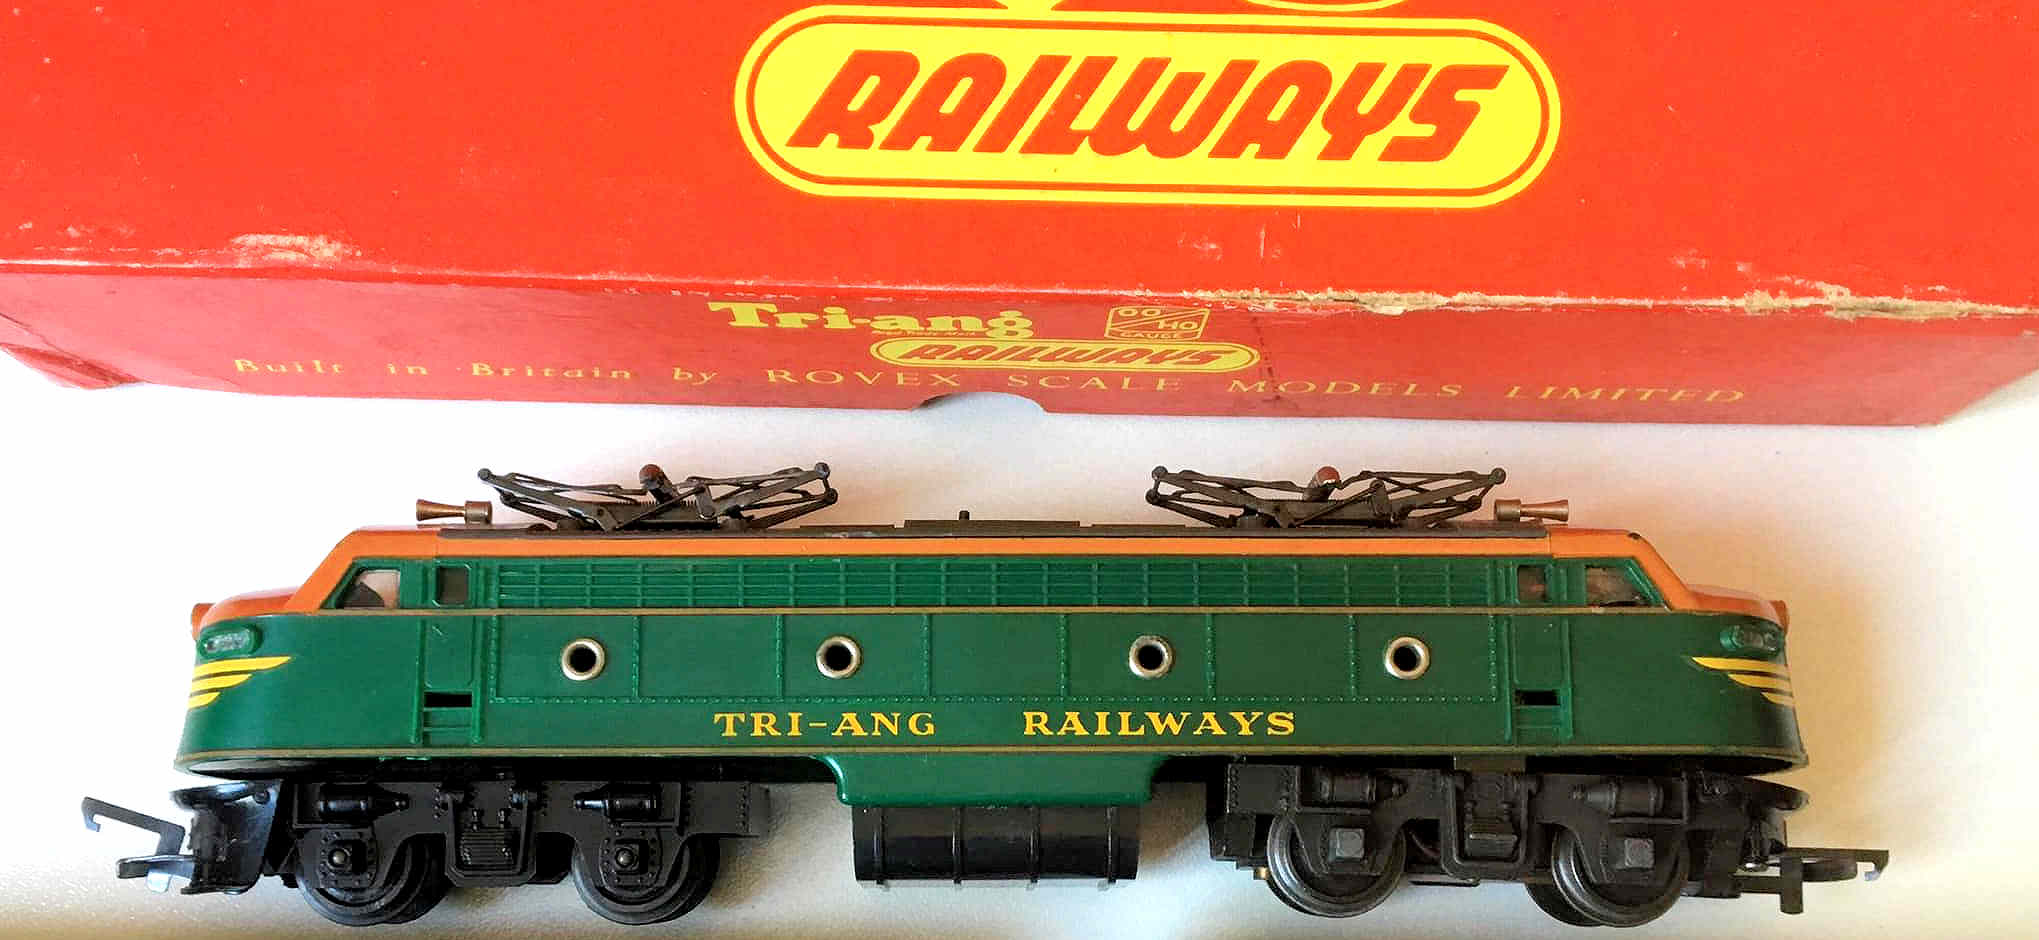 RAILWAYS
Tri-ang
OO/HO
GAUGE
RAILWAYS
Built in Britain by ROVEX SCALE MODELS LIMITED
TRI-ANG RAILWAYS